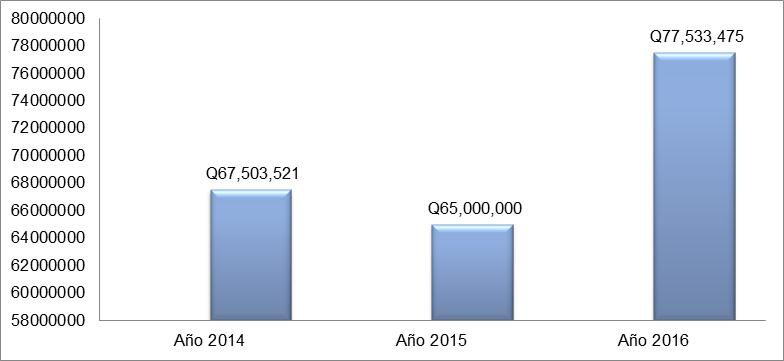 80000000
78000000
76000000
74000000
72000000
70000000
68000000
66000000
64000000
62000000
60000000
58000000
Q67,503,521
Q65,000,000
Q77,533,475
Año 2014
Año 2015
Año 2016